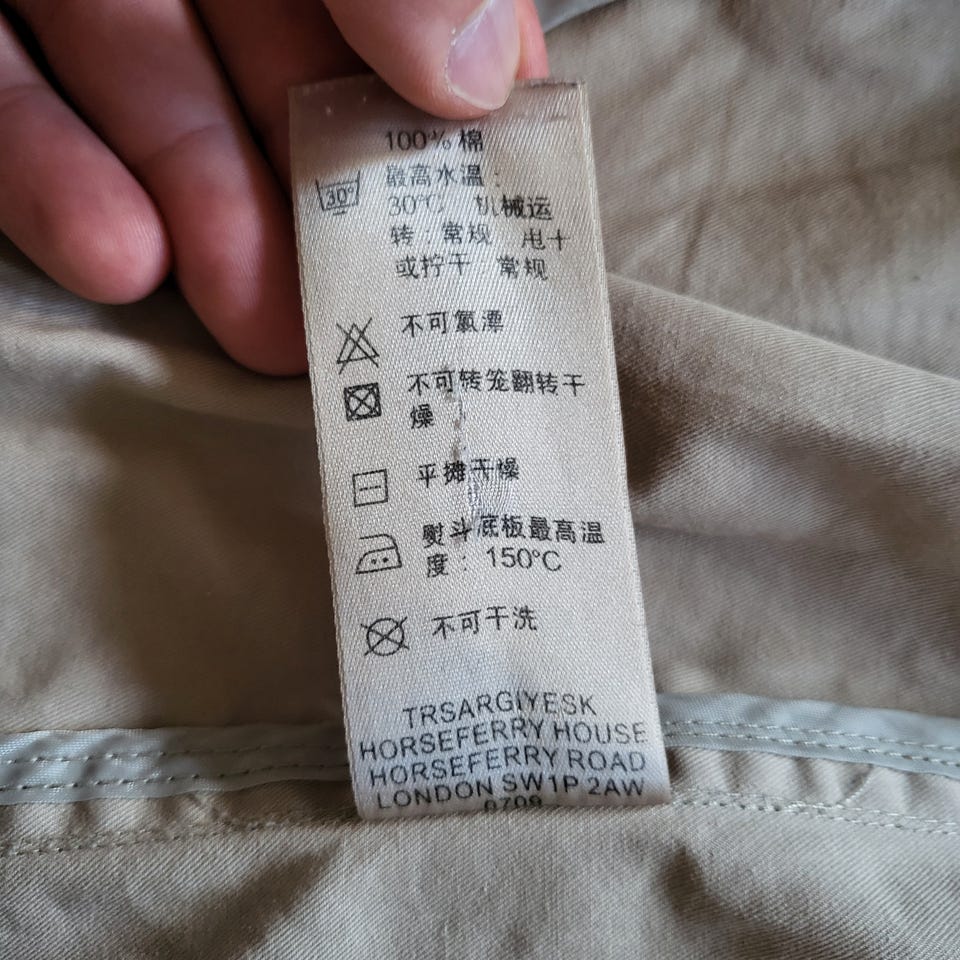 100% 棉
30°
最高水温：
30°C 机械运
转：常规 甩十
或拧干 常规
不可氯漂
不可转笼翻转干
燥
平摊干燥
熨斗底板最高温
度：150°C
不可干洗
TRSARGIYESK
HORSEFERRY HOUSE
HORSEFERRY ROAD
LONDON SW1P 2AW
0709